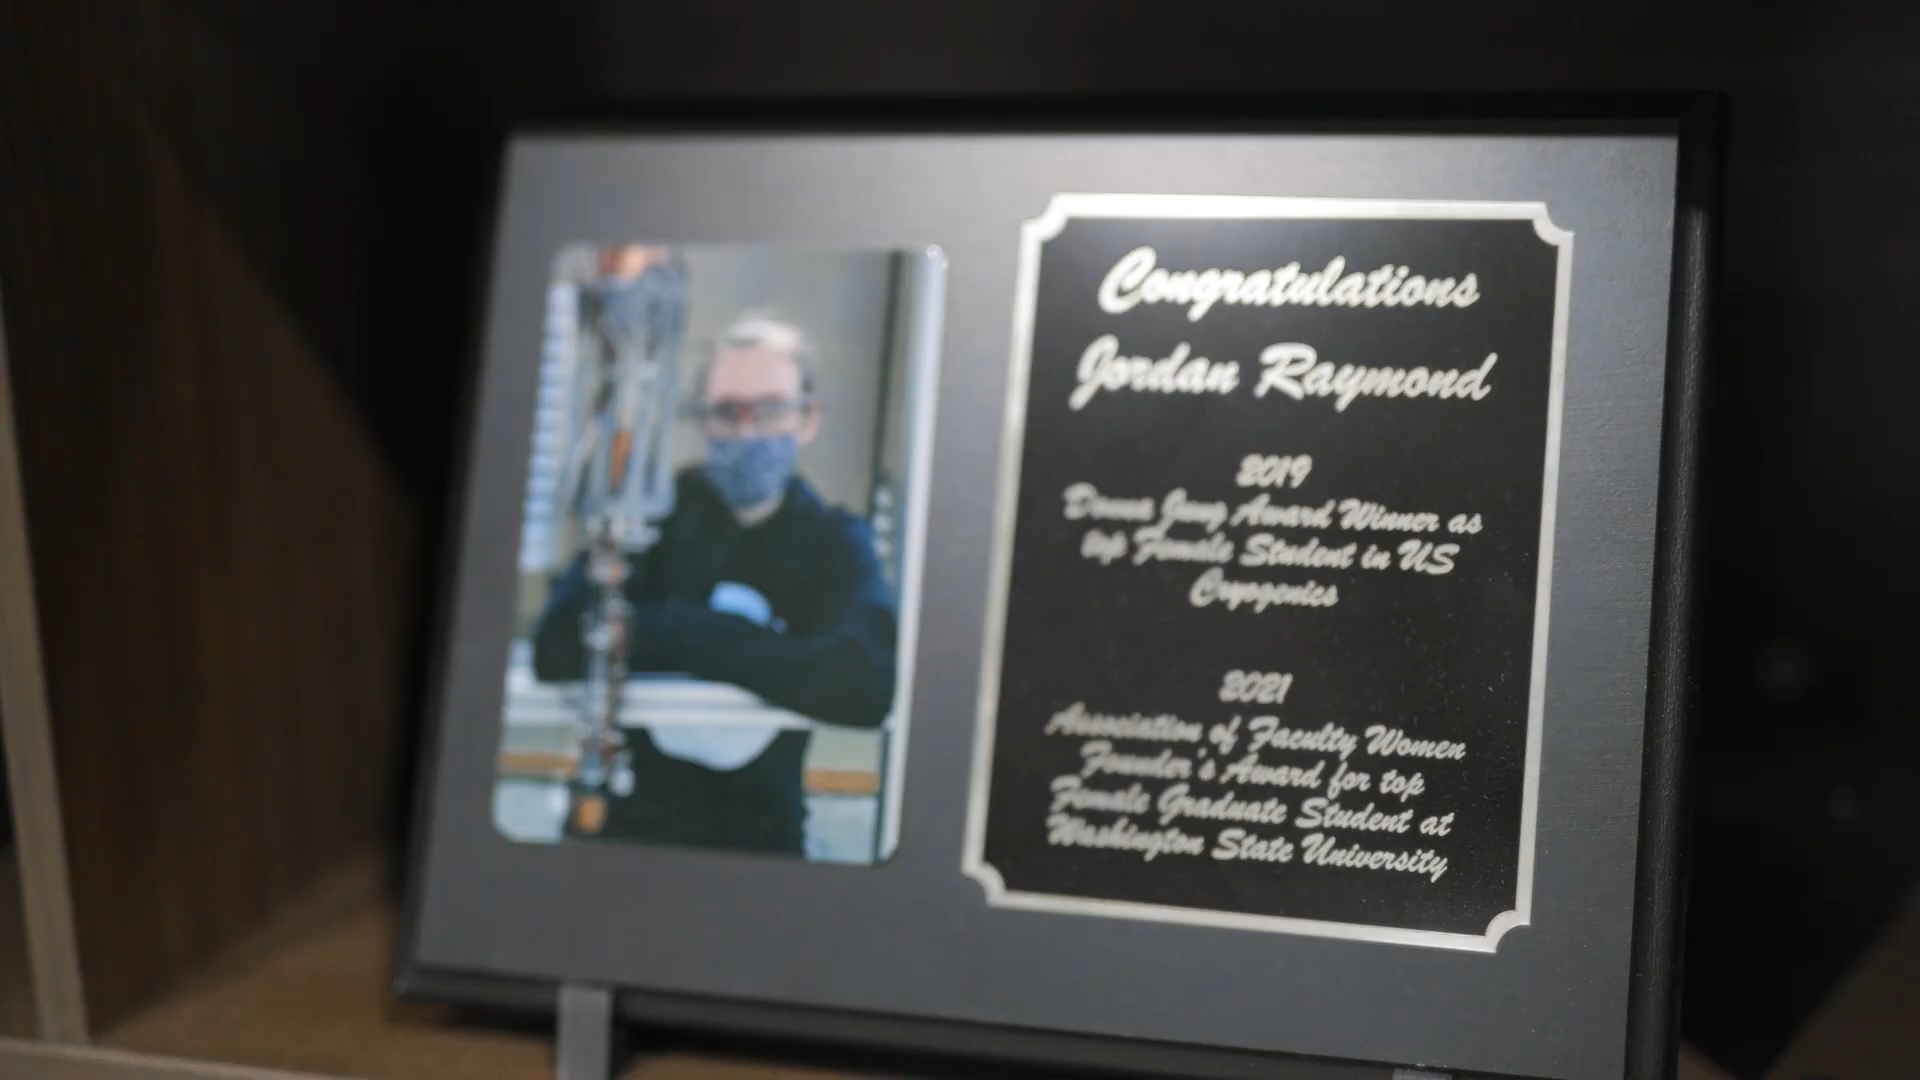 Congratulations
Jordan Raymond
2019
Donna Jung Award Winner as
top Female Student in US
Cryogenics
2021
Association of Faculty Women
Founder's Award for top
Female Graduate Student at
Washington State University